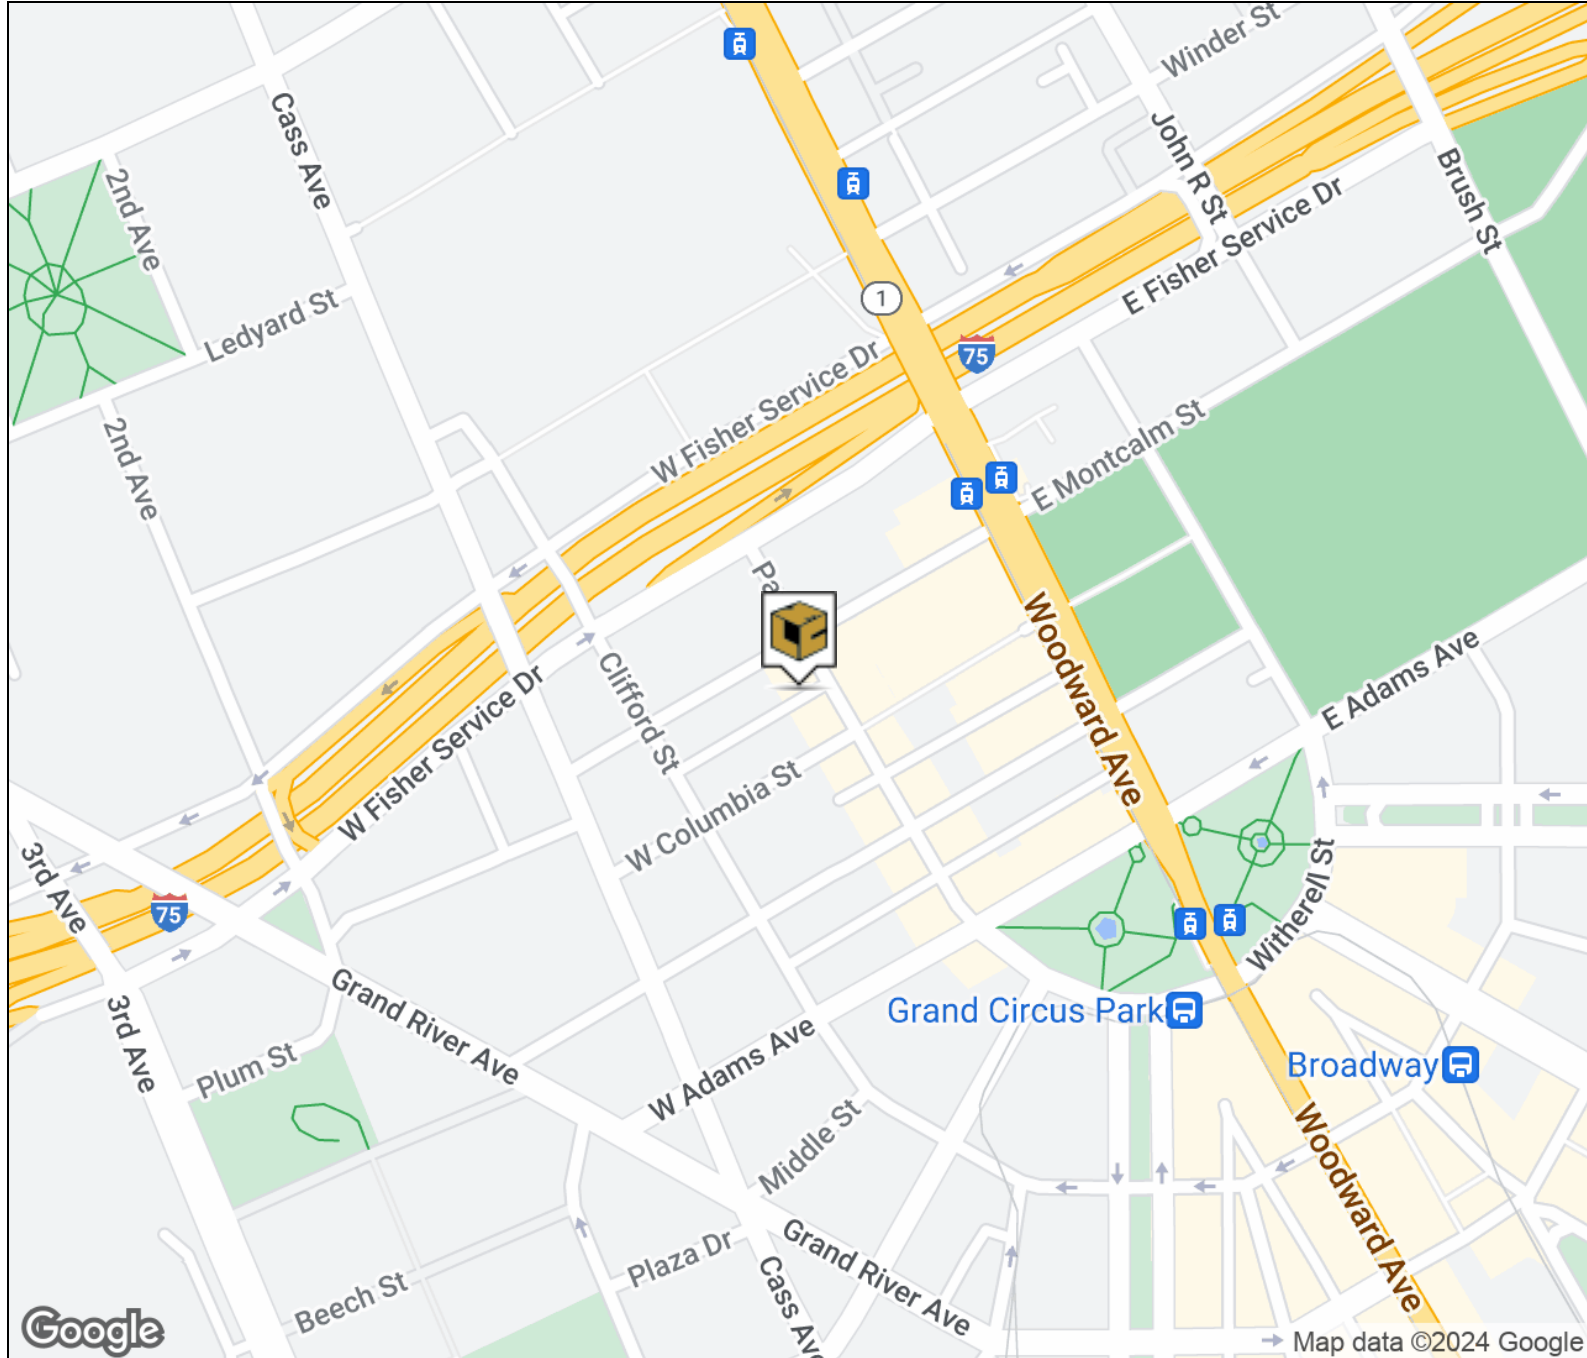 Winder St
Cass Ave
John R St
Brush St
2nd Ave
E Fisher Service Dr
1
Ledyard St
75
W Fisher Service Dr
2nd Ave
E Montcalm St
Pa
Woodward Ave
Clifford St
E Adams Ave
W Fisher Service Dr
W Columbia St
3rd Ave
75
Witherell St
Grand River Ave
3rd Ave
Grand Circus Park
Plum St
W Adams Ave
Broadway
Middle St
Woodward Ave
Plaza Dr
Grand River Ave
Beech St
Cass Av
Google
Map data ©2024 Google